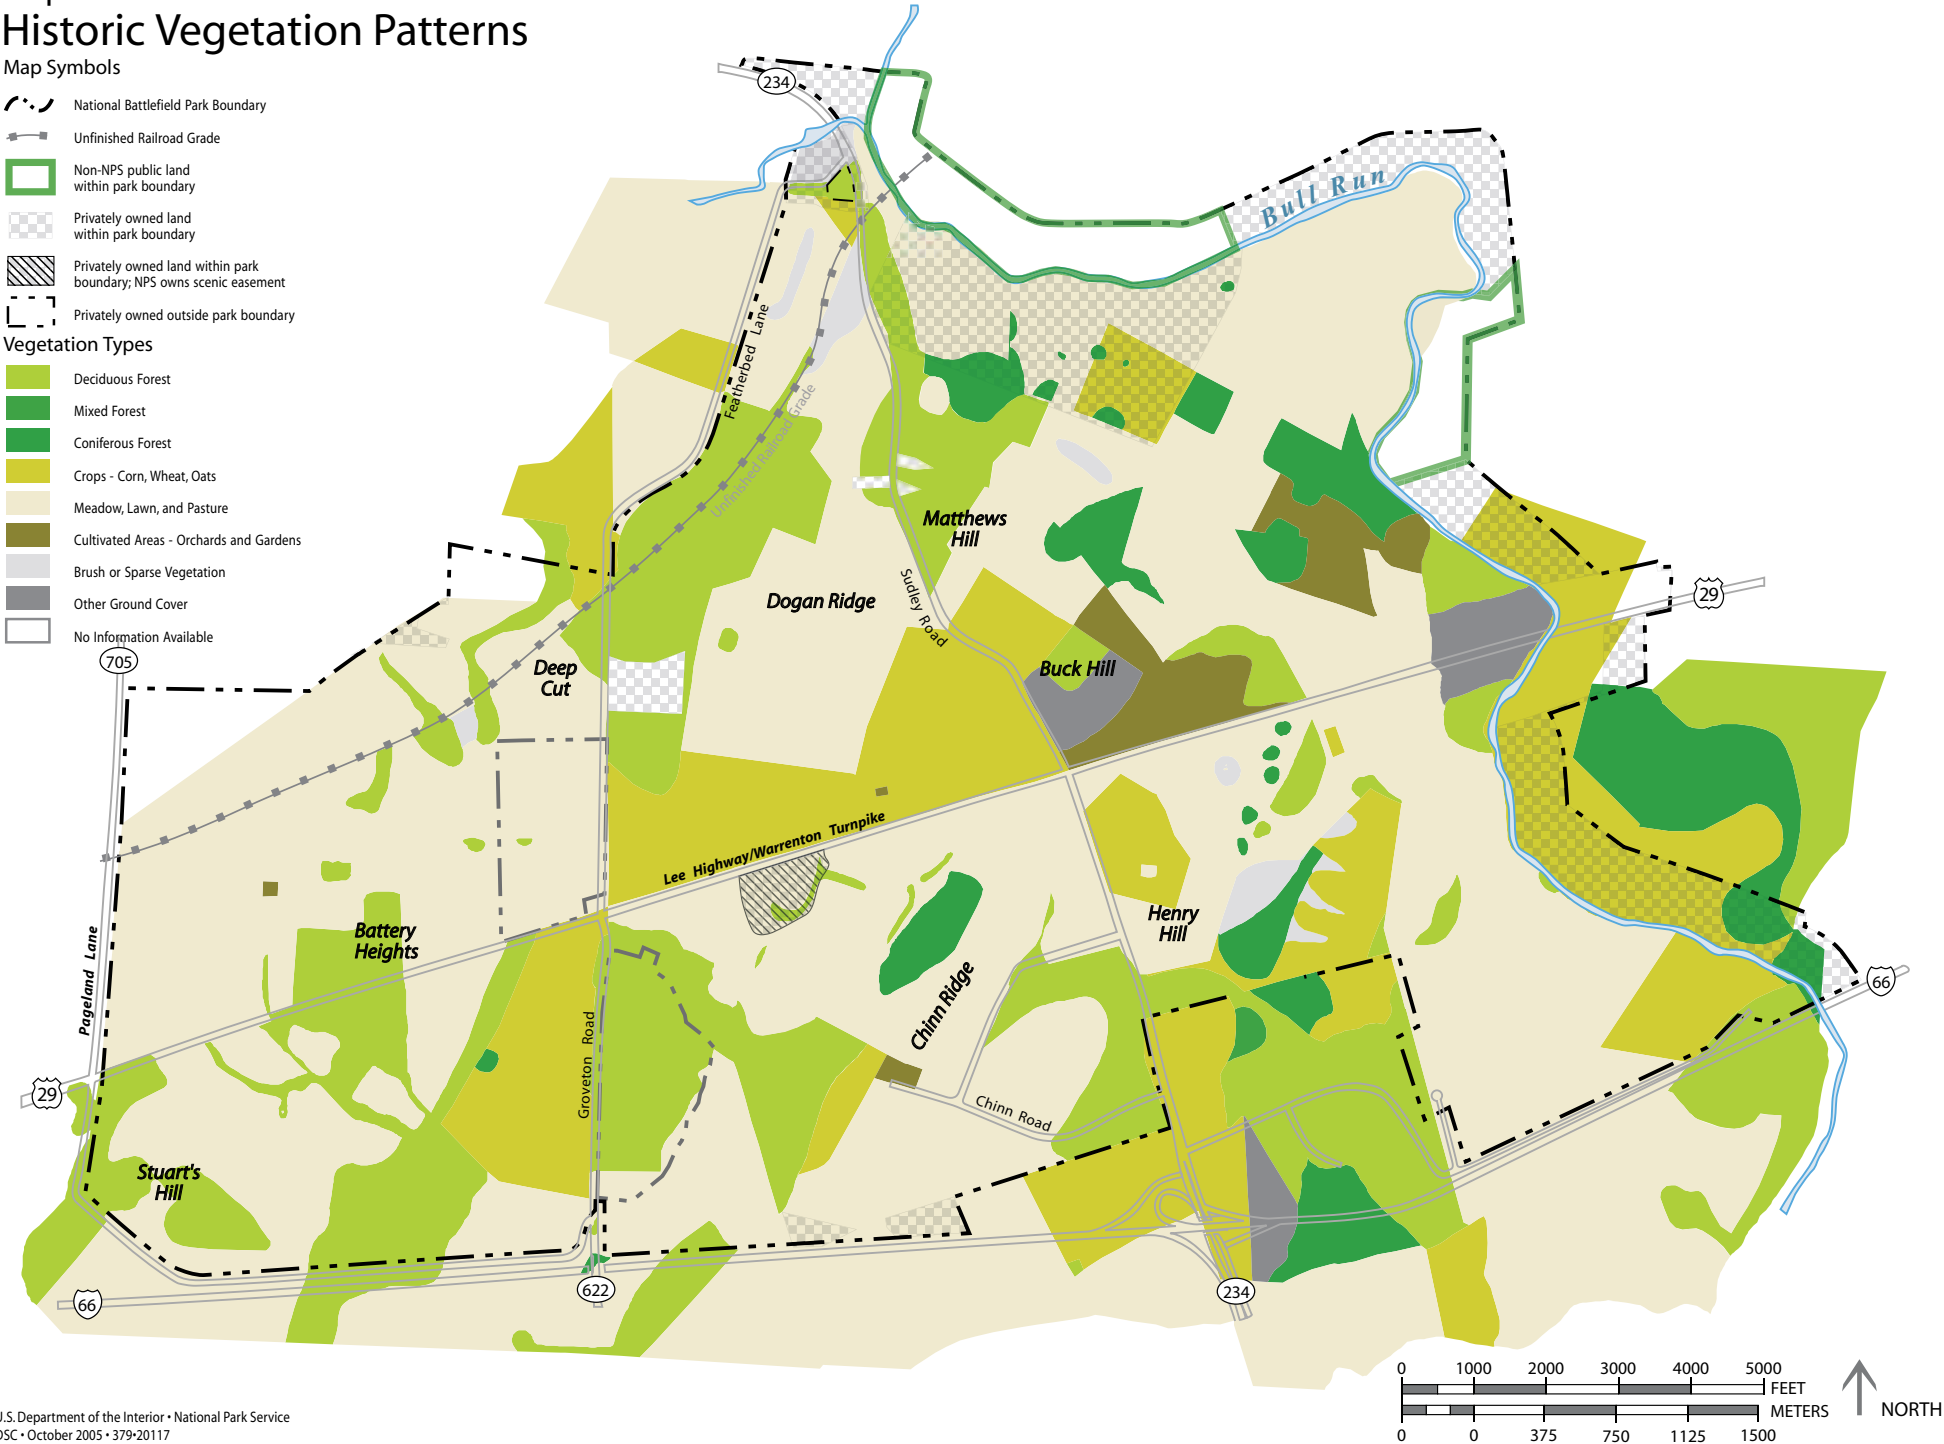 Historic Vegetation Patterns
Map Symbols
National Battlefield Park Boundary
Unfinished Railroad Grade
Non-NPS public land
within park boundary
Privately owned land
within park boundary
Privately owned land within park
boundary; NPS owns scenic easement
Privately owned outside park boundary
Vegetation Types
Deciduous Forest
Mixed Forest
Coniferous Forest
Crops - Corn, Wheat, Oats
Meadow, Lawn, and Pasture
Cultivated Areas - Orchards and Gardens
Brush or Sparse Vegetation
Other Ground Cover
No Information Available
234
Bull Run
Featherbed Lane
Unfinished Railroad Grade
Matthews
Hill
Dogan Ridge
Sudley Road
29
705
Deep
Cut
Buck Hill
Lee Highway/Warrenton Turnpike
Battery
Heights
Henry
Hill
Pageland Lane
Chinn Ridge
66
Groveton Road
29
Chinn Road
Stuart's
Hill
66
622
234
0 1000 2000 3000 4000 5000
FEET
METERS
0 0 375 750 1125 1500
NORTH
U.S. Department of the Interior • National Park Service
DSC • October 2005 • 379•20117